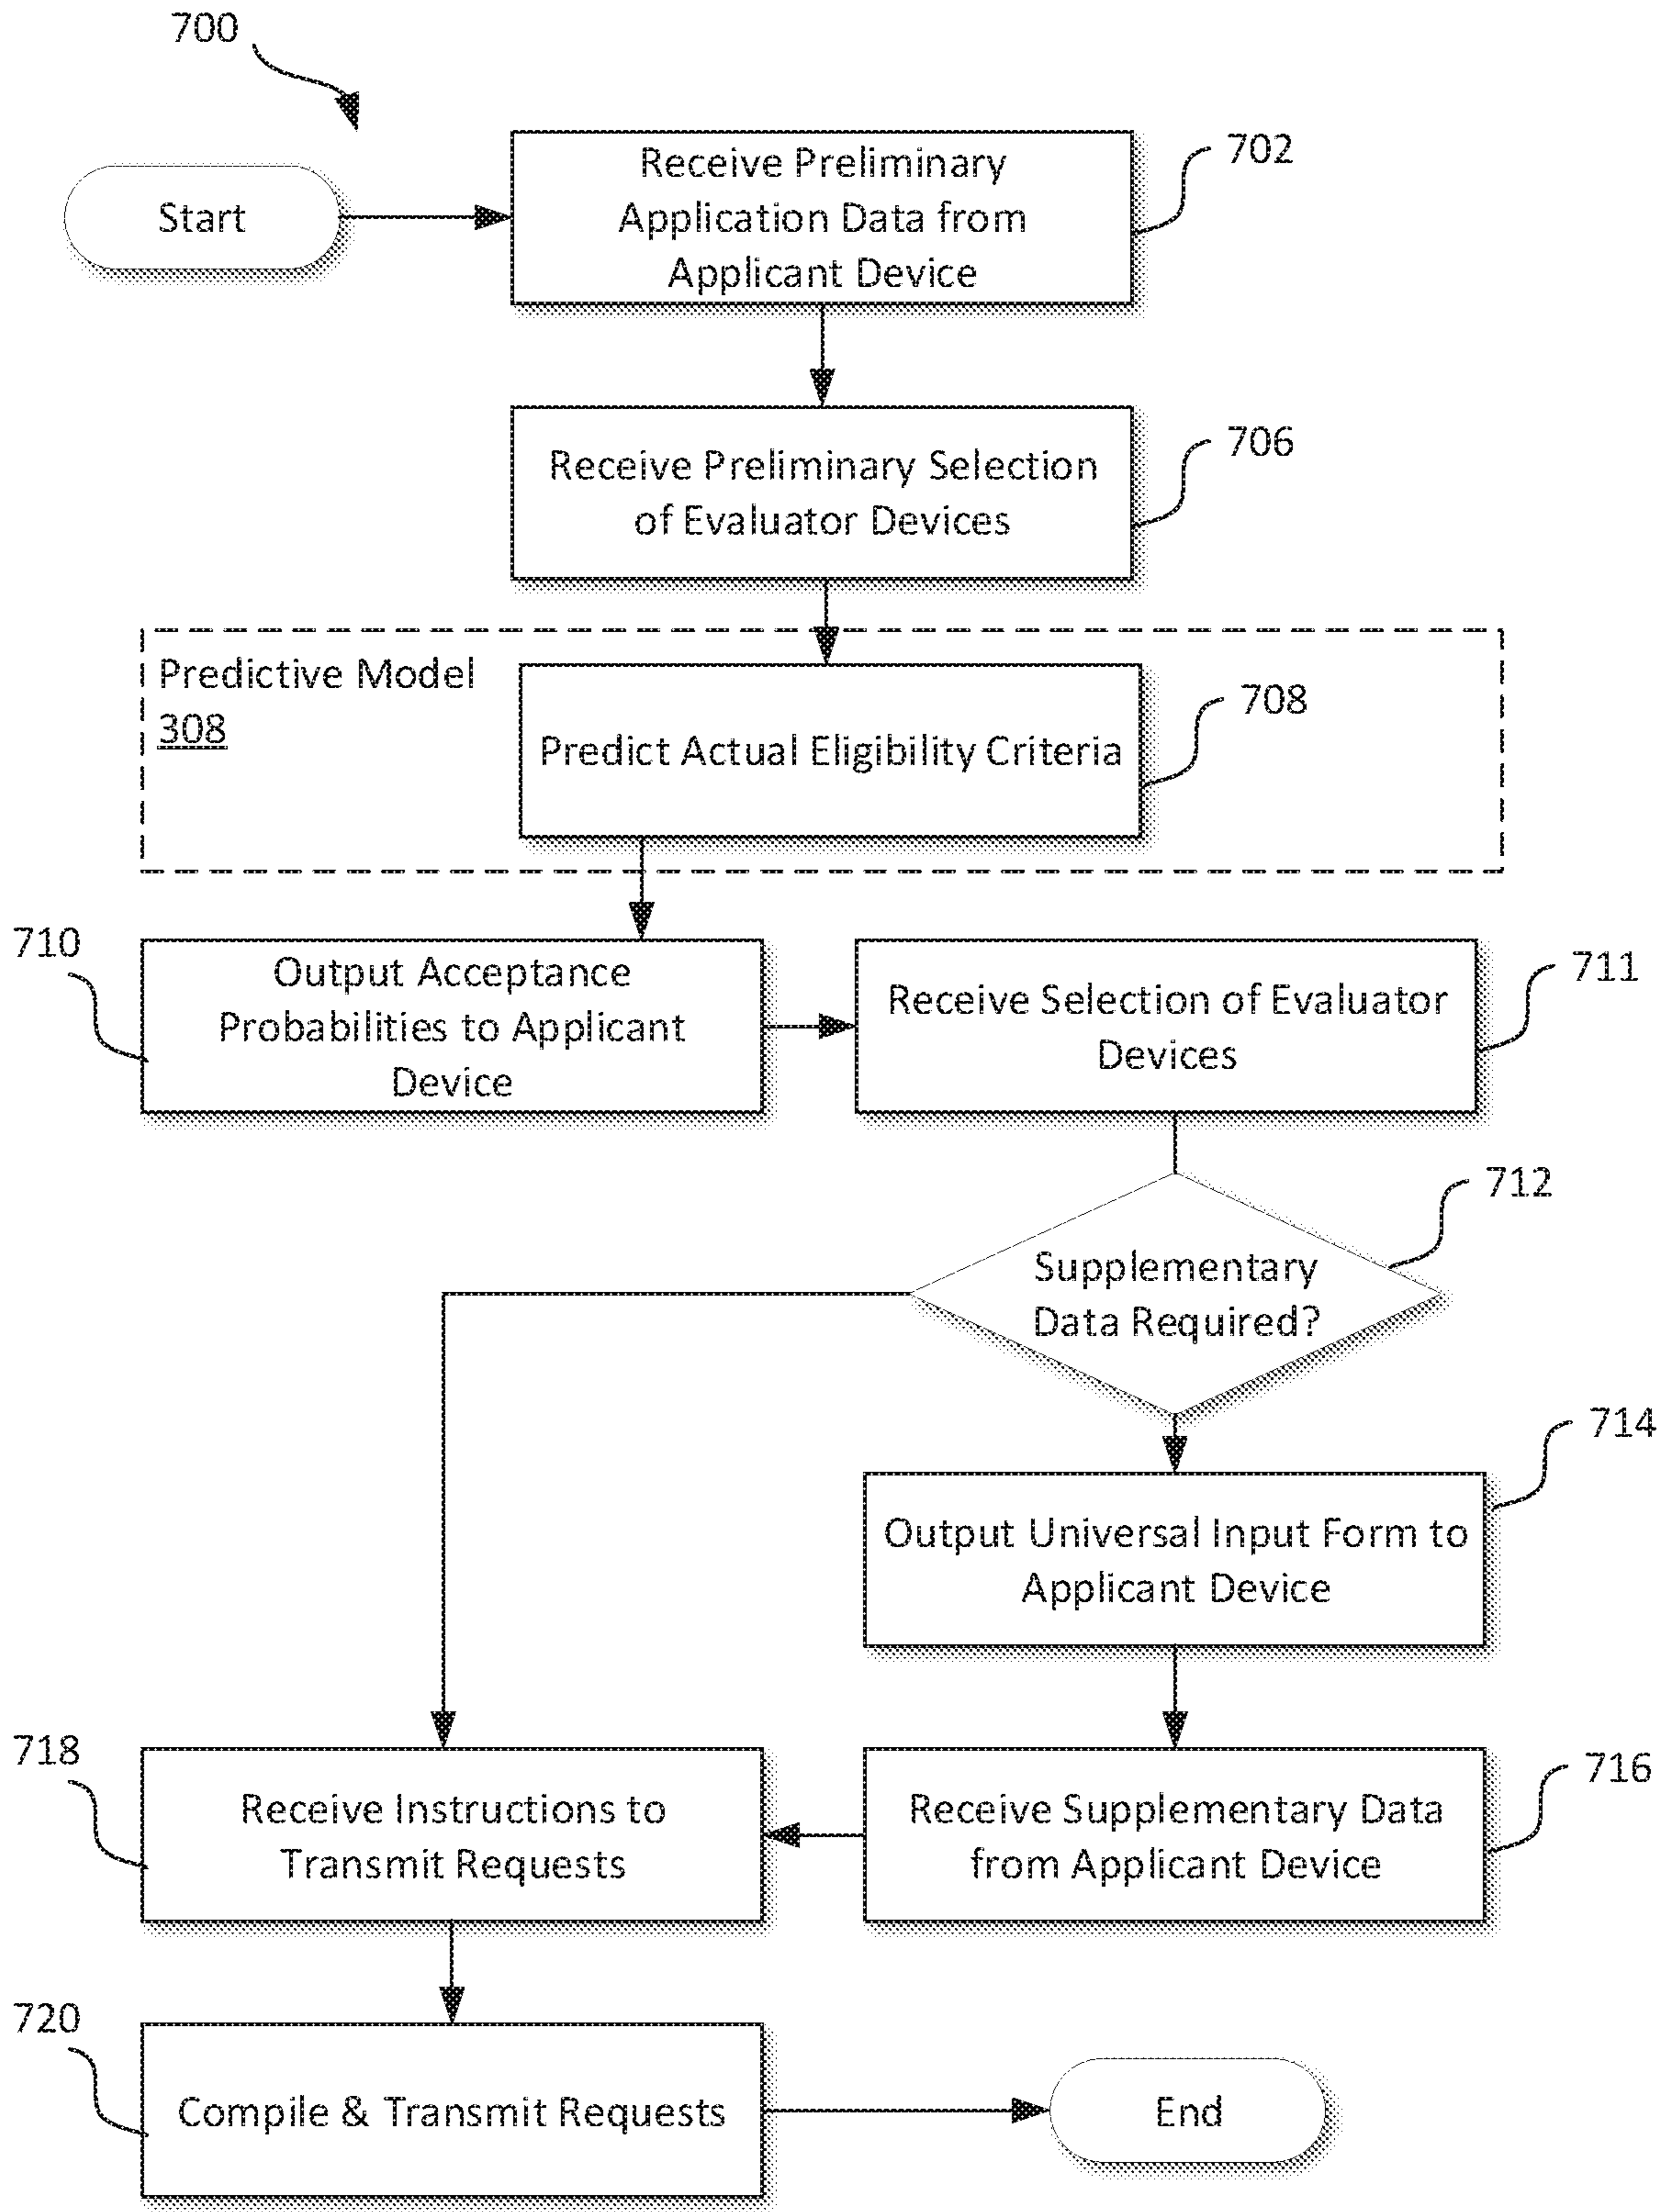 700
Start
Receive Preliminary
Application Data from
Applicant Device
702
Receive Preliminary Selection
of Evaluator Devices
706
Predictive Model
308
Predict Actual Eligibility Criteria
708
710
Output Acceptance
Probabilities to Applicant
Device
Receive Selection of Evaluator
Devices
711
Supplementary
Data Required?
712
Output Universal Input Form to
Applicant Device
714
718
Receive Instructions to
Transmit Requests
Receive Supplementary Data
from Applicant Device
716
720
Compile & Transmit Requests
End